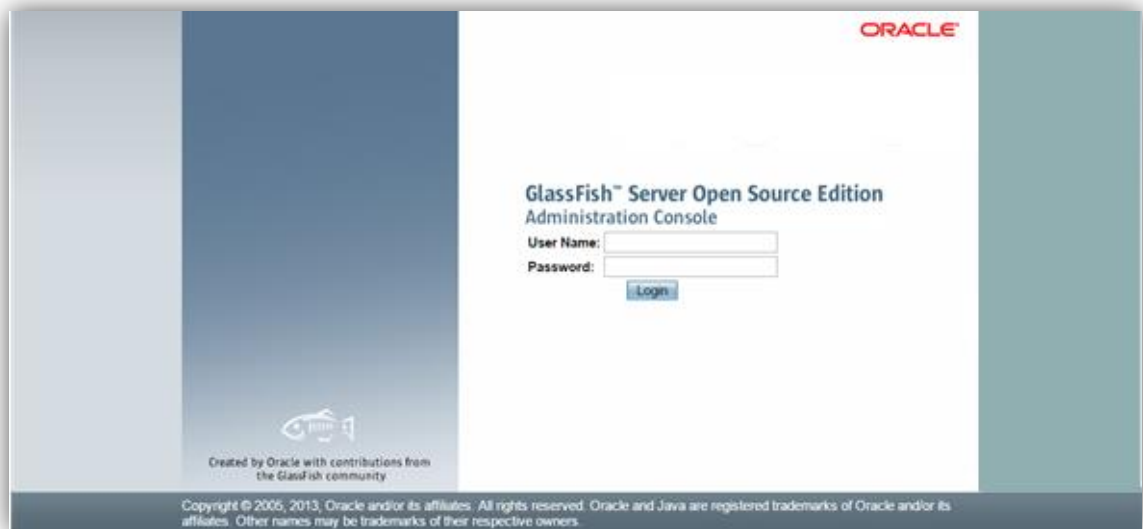 ORACLE
GlassFish™ Server Open Source Edition
Administration Console
User Name:
Password:
Login
Created by Oracle with contributions from
the GlassFish community
Copyright © 2005, 2013, Oracle and/or its affiliates. All rights reserved. Oracle and Java are registered trademarks of Oracle and/or its
affiliates. Other names may be trademarks of their respective owners.